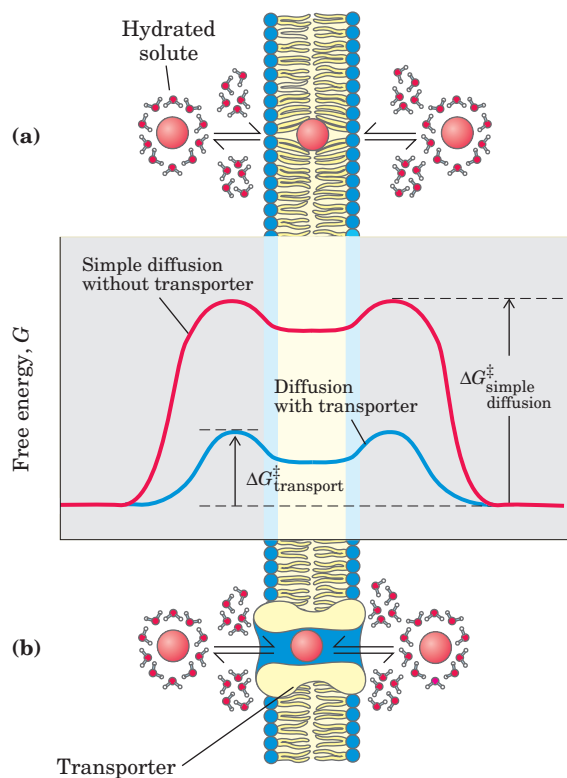 Hydrated
solute
(a)
Simple diffusion
without transporter
Free energy, G
Diffusion
with transporter
ΔG‡simple
diffusion
ΔG‡transport
(b)
Transporter